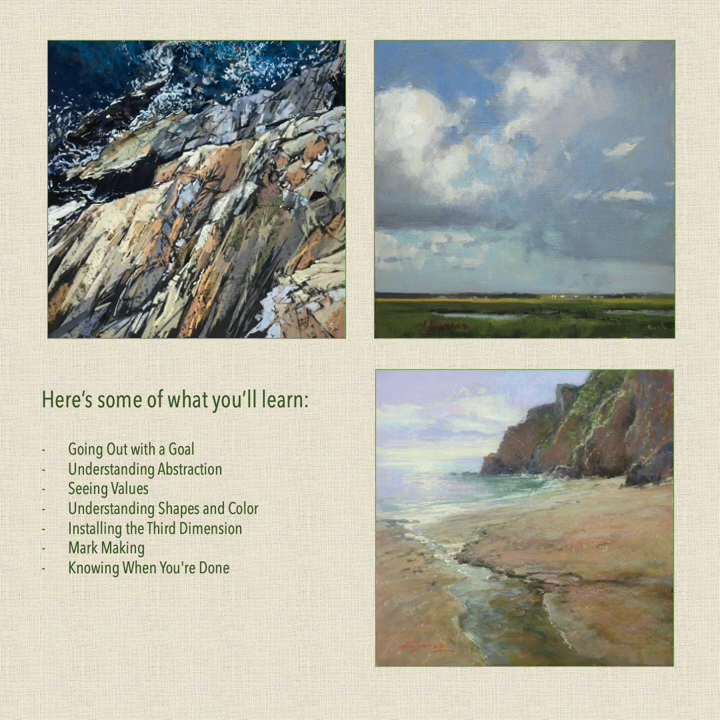 Here's some of what you'll learn:
- Going Out with a Goal
- Understanding Abstraction
- Seeing Values
- Understanding Shapes and Color
- Installing the Third Dimension
- Mark Making
- Knowing When You're Done